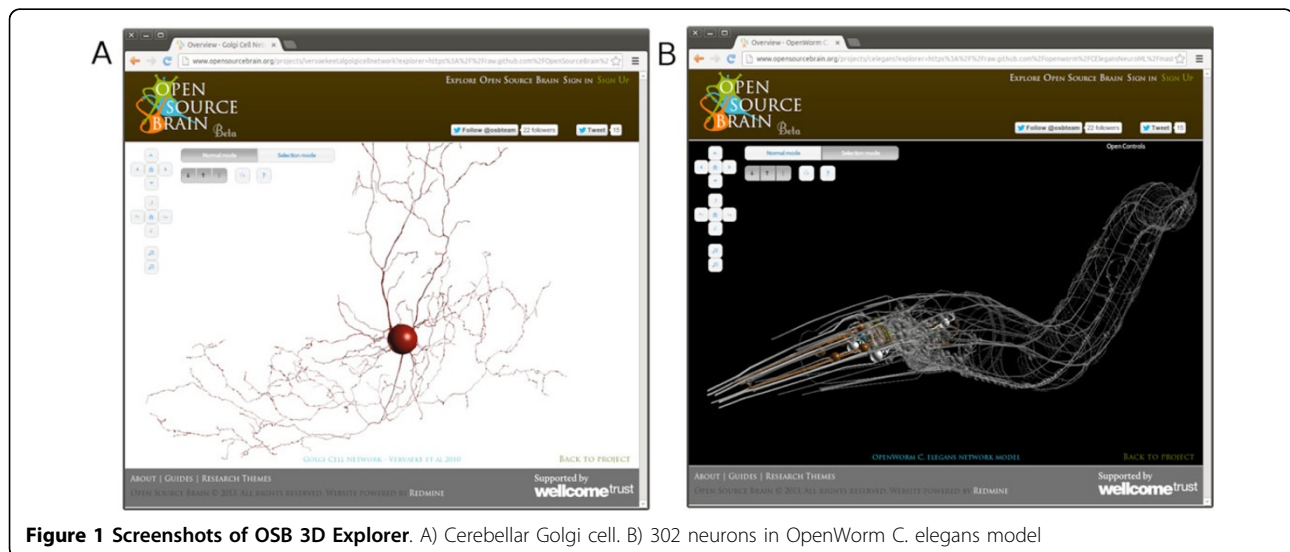 A
Overview - Golgi Cell Net
www.opensourcebrain.org/projects/vervaekeetalgolgicellnetwork?explorer=https%3A%2F%2Fraw.github.com%2FOpenSourceBrain%2
EXPLORE OPEN SOURCE BRAIN SIGN IN SIGN UP
OPEN
SOURCE
BRAIN
Beta
Follow @osbteam
22 followers
Tweet
15
Normal mode
Selection mode
?
GOLGI CELL NETWORK - VERVAEKE ET AL 2010
BACK TO PROJECT
ABOUT | GUIDES | RESEARCH THEMES
OPEN SOURCE BRAIN © 2013. ALL RIGHTS RESERVED. WEBSITE POWERED BY REDMINE
Supported by
wellcometrust
B
Overview - OpenWorm C.
www.opensourcebrain.org/projects/celegans?explorer=https%3A%2F%2Fraw.github.com%2Fopenworm%2FCElegansNeuroML%2Fmast
EXPLORE OPEN SOURCE BRAIN SIGN IN SIGN UP
OPEN
SOURCE
BRAIN
Beta
Follow @osbteam
22 followers
Tweet
15
Open Controls
Normal mode
Selection mode
?
OPENWORM C. ELEGANS NETWORK MODEL
BACK TO PROJECT
ABOUT | GUIDES | RESEARCH THEMES
OPEN SOURCE BRAIN © 2013. ALL RIGHTS RESERVED. WEBSITE POWERED BY REDMINE
Supported by
wellcometrust
Figure 1 Screenshots of OSB 3D Explorer. A) Cerebellar Golgi cell. B) 302 neurons in OpenWorm C. elegans model